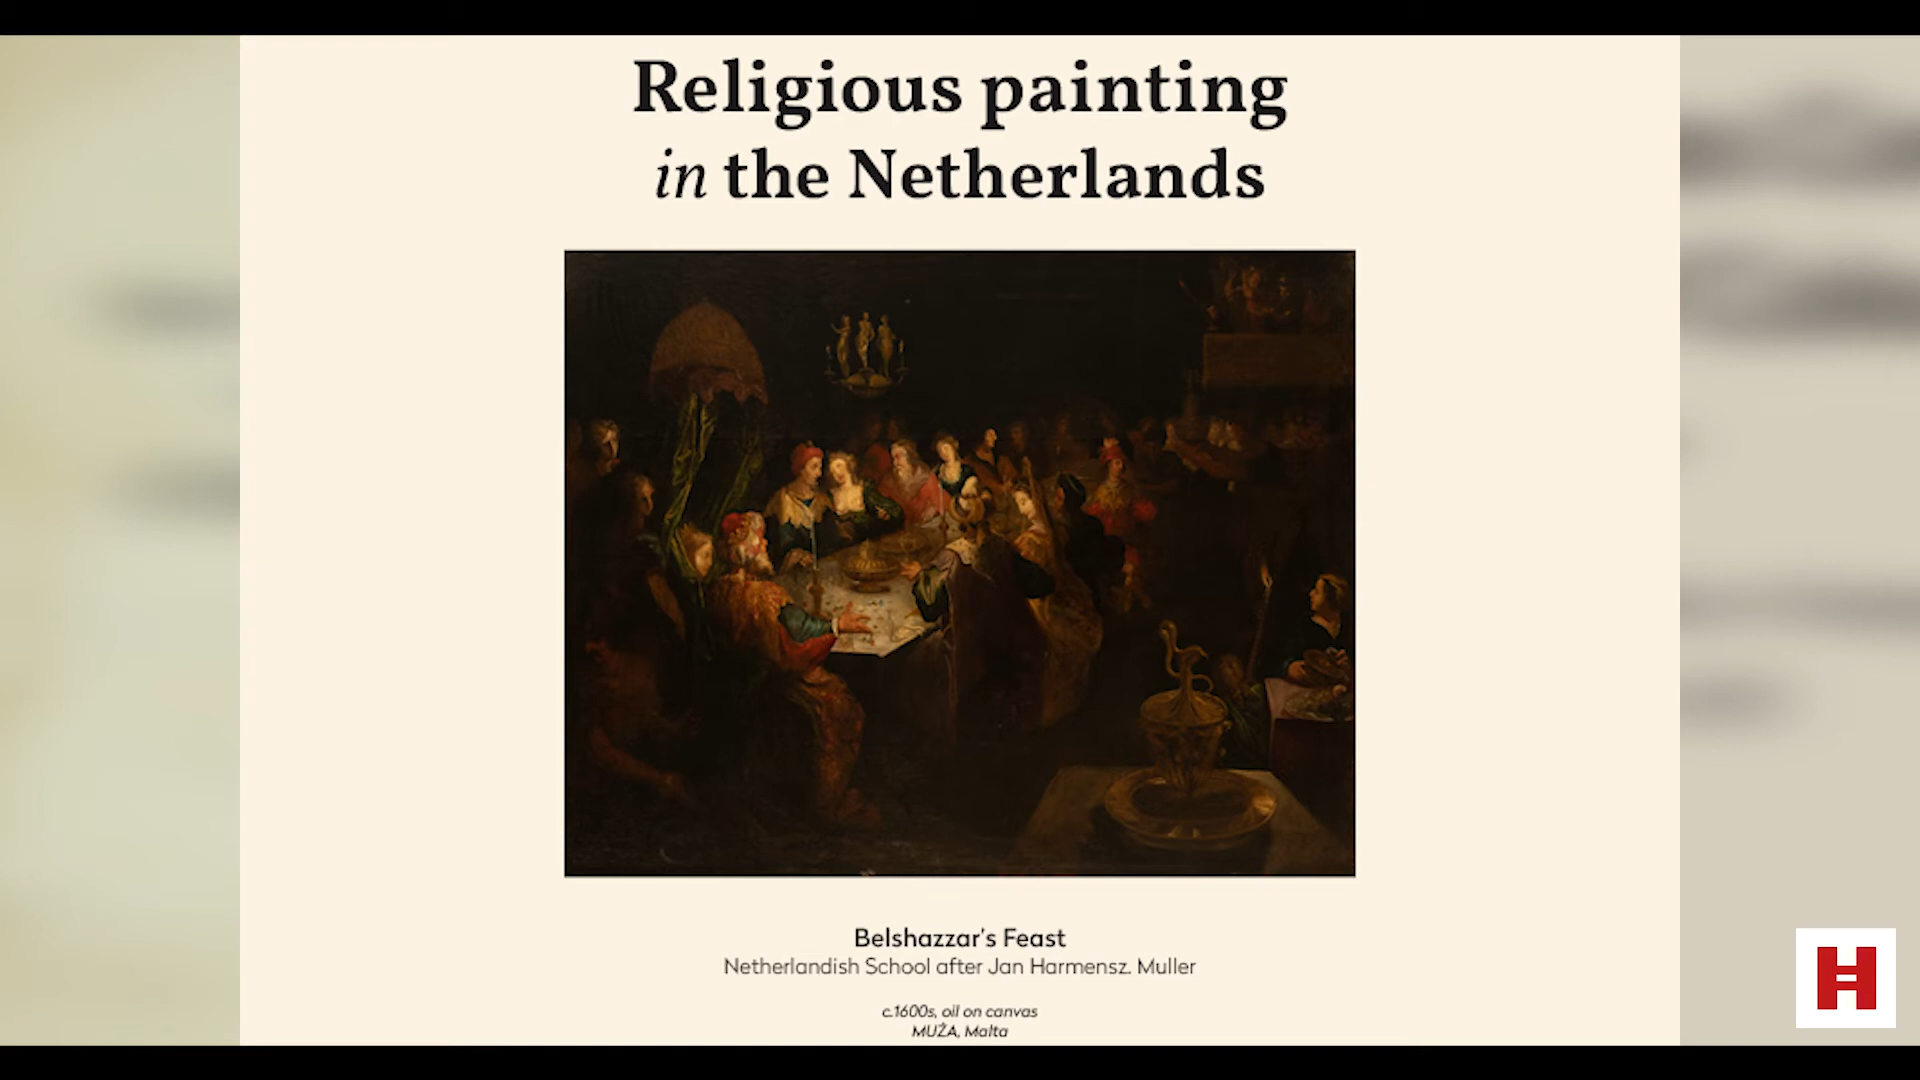 Religious painting
in the Netherlands
Belshazzar's Feast
Netherlandish School after Jan Harmensz. Muller
c.1600s, oil on canvas
MUŻA, Malta
H